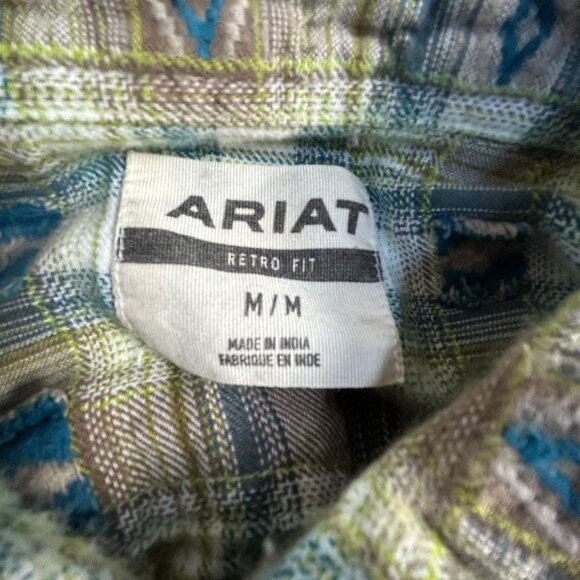 ARIAT
RETRO FIT
M/M
MADE IN INDIA
FABRIQUE EN INDE